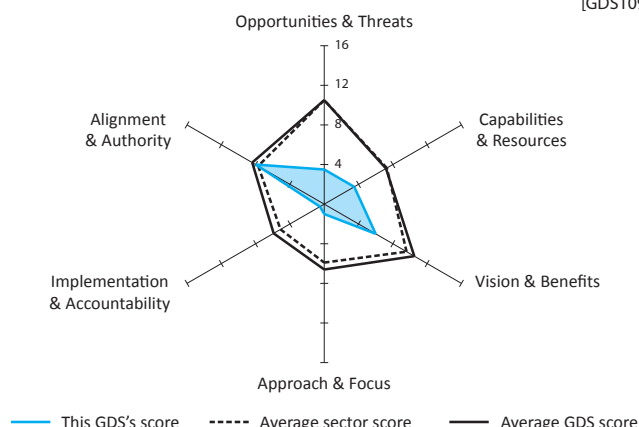 [GDS109
Opportunities & Threats
16
12
8
4
Alignment
& Authority
Capabilities
& Resources
Implementation
& Accountability
Vision & Benefits
Approach & Focus
This GDS's score
Average sector score
Average GDS score